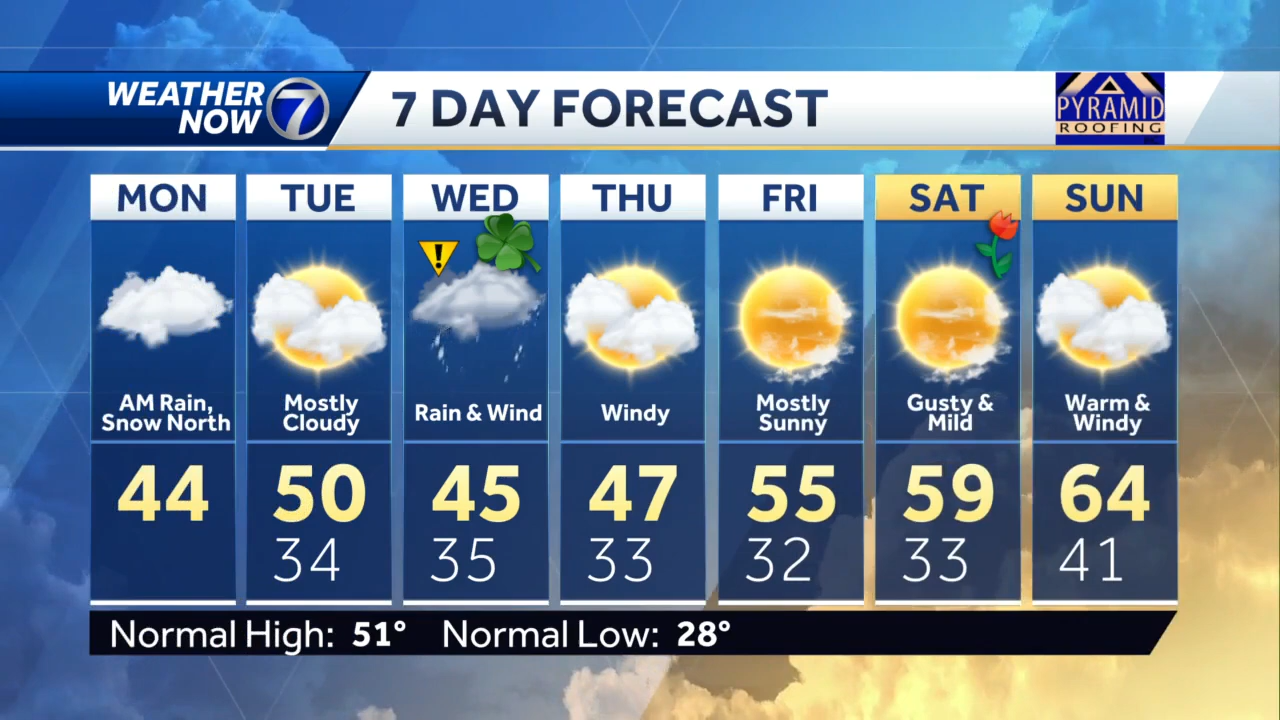 WEATHER
NOW
7
7 DAY FORECAST
PYRAMID
ROOFING
MON
TUE
WED
THU
FRI
SAT
SUN
!
AM Rain,
Snow North
Mostly
Cloudy
Rain & Wind
Windy
Mostly
Sunny
Gusty &
Mild
Warm &
Windy
44
50
45
47
55
59
64
34
35
33
32
33
41
Normal High: 51° Normal Low: 28°